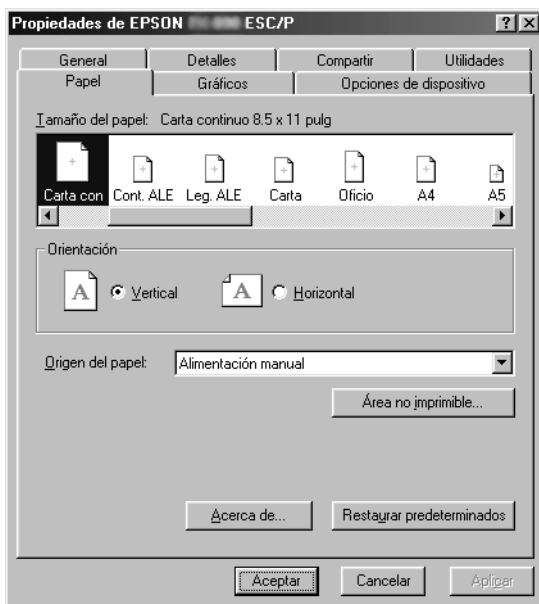 Propiedades de EPSON ESC/P
General Detalles Compartir Utilidades
Papel Gráficos Opciones de dispositivo
Tamaño del papel: Carta continuo 8.5 x 11 pulg
Carta con Cont. ALE Leg. ALE Carta Oficio A4 A5
Orientación
A Vertical A Horizontal
Origen del papel: Alimentación manual
Área no imprimible...
Acerca de... Restaurar predeterminados
Aceptar Cancelar Aplicar